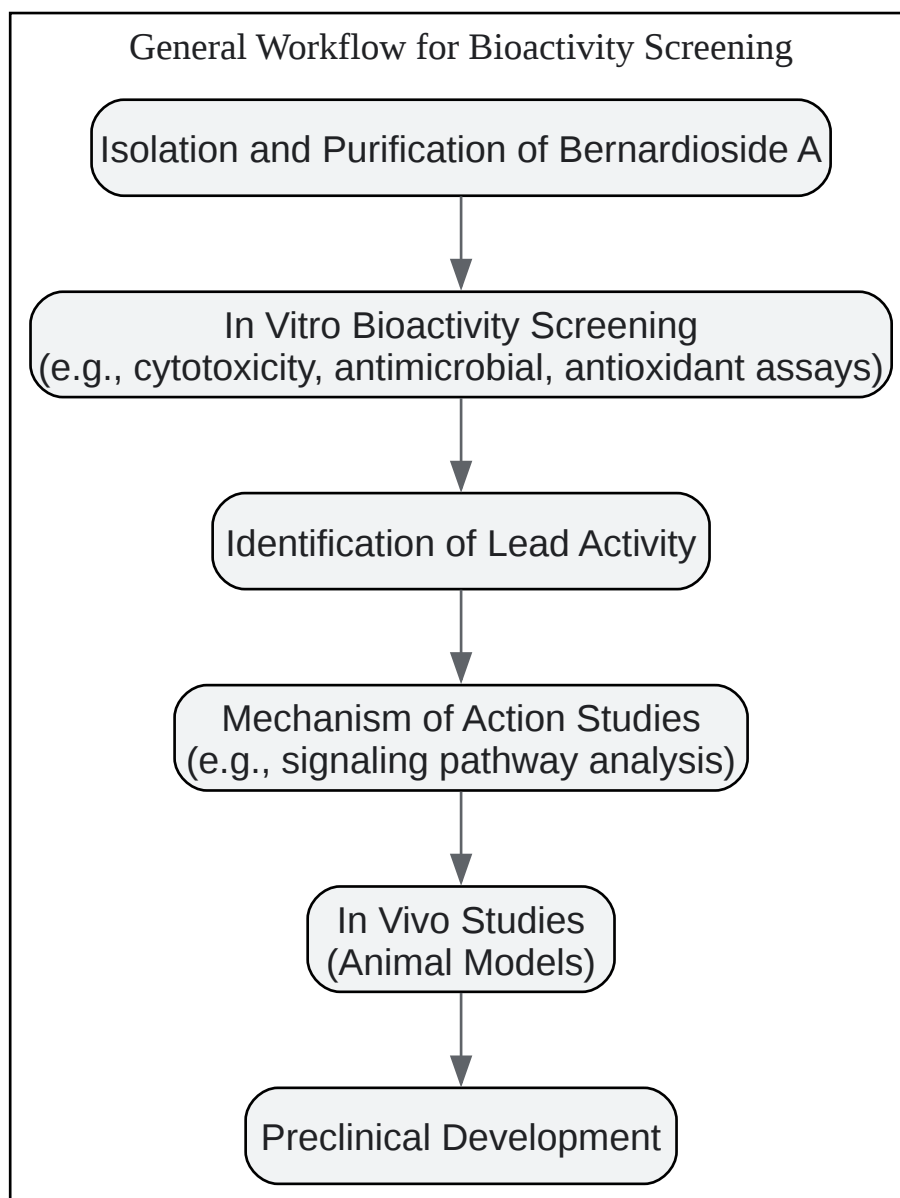 General Workflow for Bioactivity Screening
Isolation and Purification of Bernardioside A
In Vitro Bioactivity Screening
(e.g., cytotoxicity, antimicrobial, antioxidant assays)
Identification of Lead Activity
Mechanism of Action Studies
(e.g., signaling pathway analysis)
In Vivo Studies
(Animal Models)
Preclinical Development